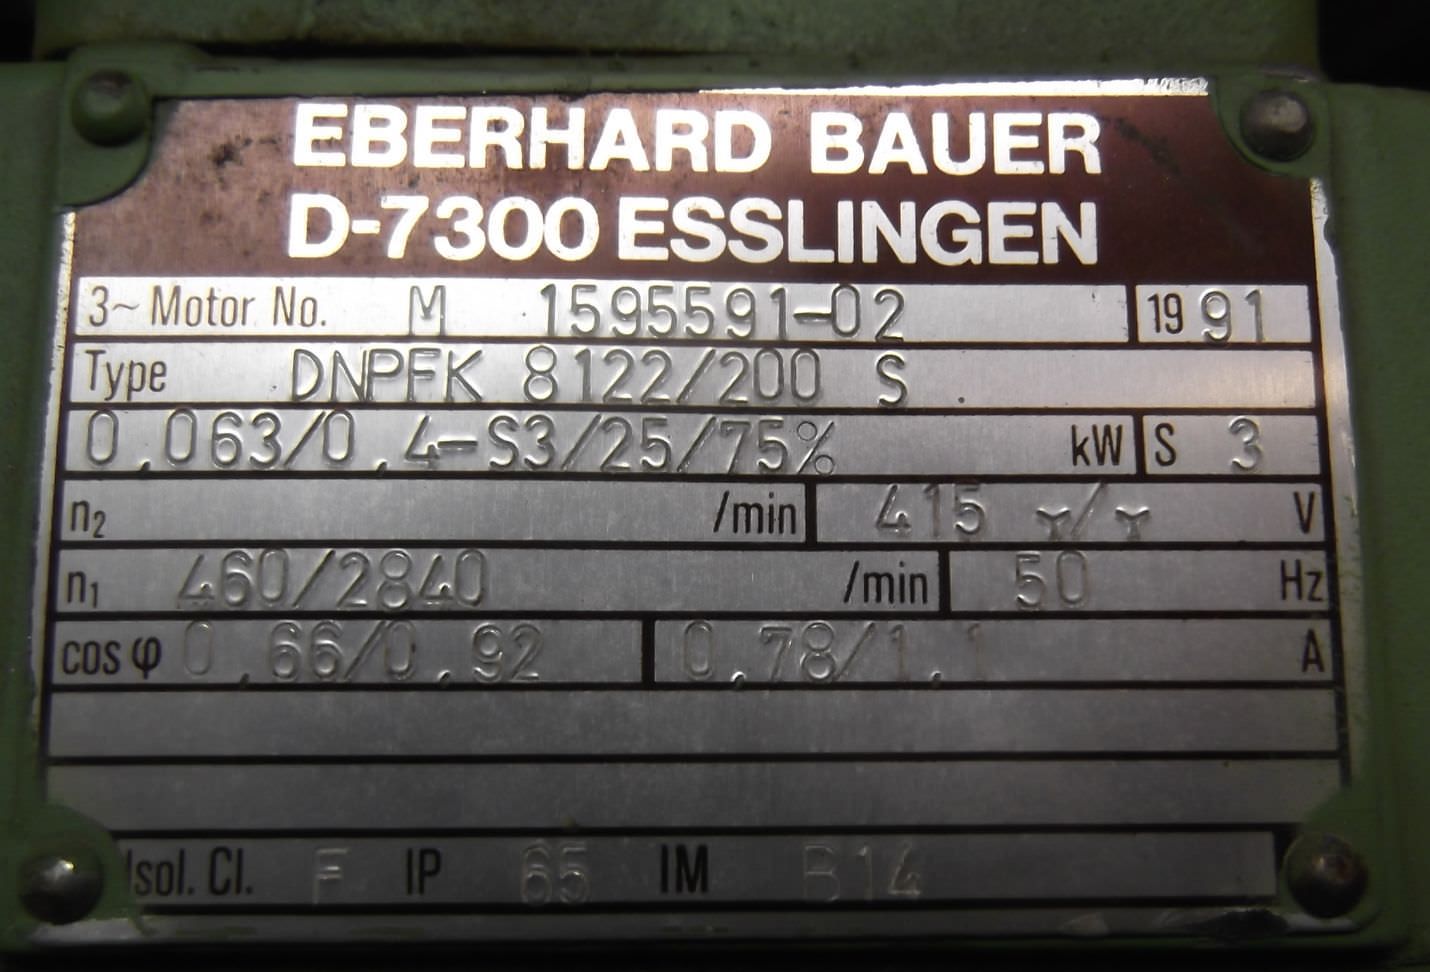 EBERHARD BAUER
D-7300 ESSLINGEN
3~ Motor No. M 1595591-02 1991
Type DNPFK 8122/200 S
0,063/0,4-S3/25/75% kW S 3
n₂ /min 415 Y/Y V
n₁ 460/2840 /min 50 Hz
cos φ 0,66/0,92 0,78/1,1 A
Isol. Cl. F IP 65 IM B14